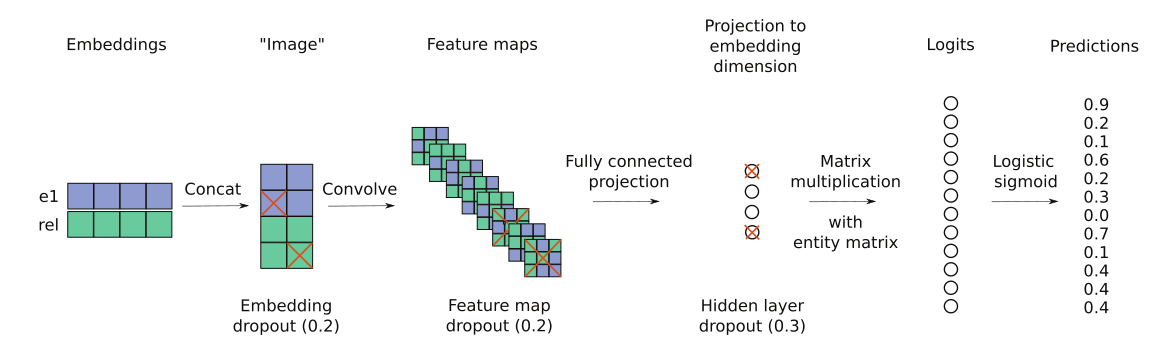 Embeddings
"Image"
Feature maps
Projection to
embedding
dimension
Logits
Predictions
e1
rel
Concat
Convolve
Fully connected
projection
Matrix
multiplication
with
entity matrix
Logistic
sigmoid
0.9
0.2
0.1
0.6
0.2
0.3
0.0
0.7
0.1
0.4
0.4
0.4
Embedding
dropout (0.2)
Feature map
dropout (0.2)
Hidden layer
dropout (0.3)